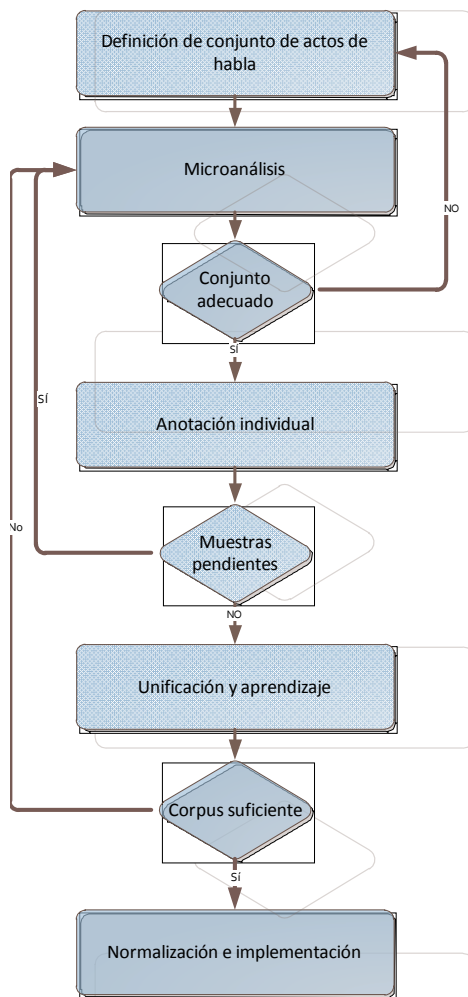 Definición de conjunto de actos de
habla
Microanálisis
NO
Conjunto
adecuado
SÍ
Sí
Anotación individual
No
Muestras
pendientes
NO
Unificación y aprendizaje
Corpus suficiente
Sí
Normalización e implementación